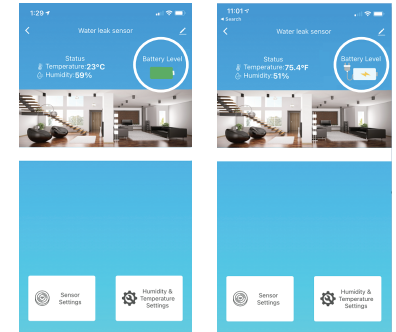 1:29
Water leak sensor
Status
Temperature:23°C
Humidity:59%
Battery Level
Sensor
Settings
Humidity &
Temperature
Settings
11:01
Search
Water leak sensor
Status
Temperature:75.4°F
Humidity:51%
Battery Level
Sensor
Settings
Humidity &
Temperature
Settings